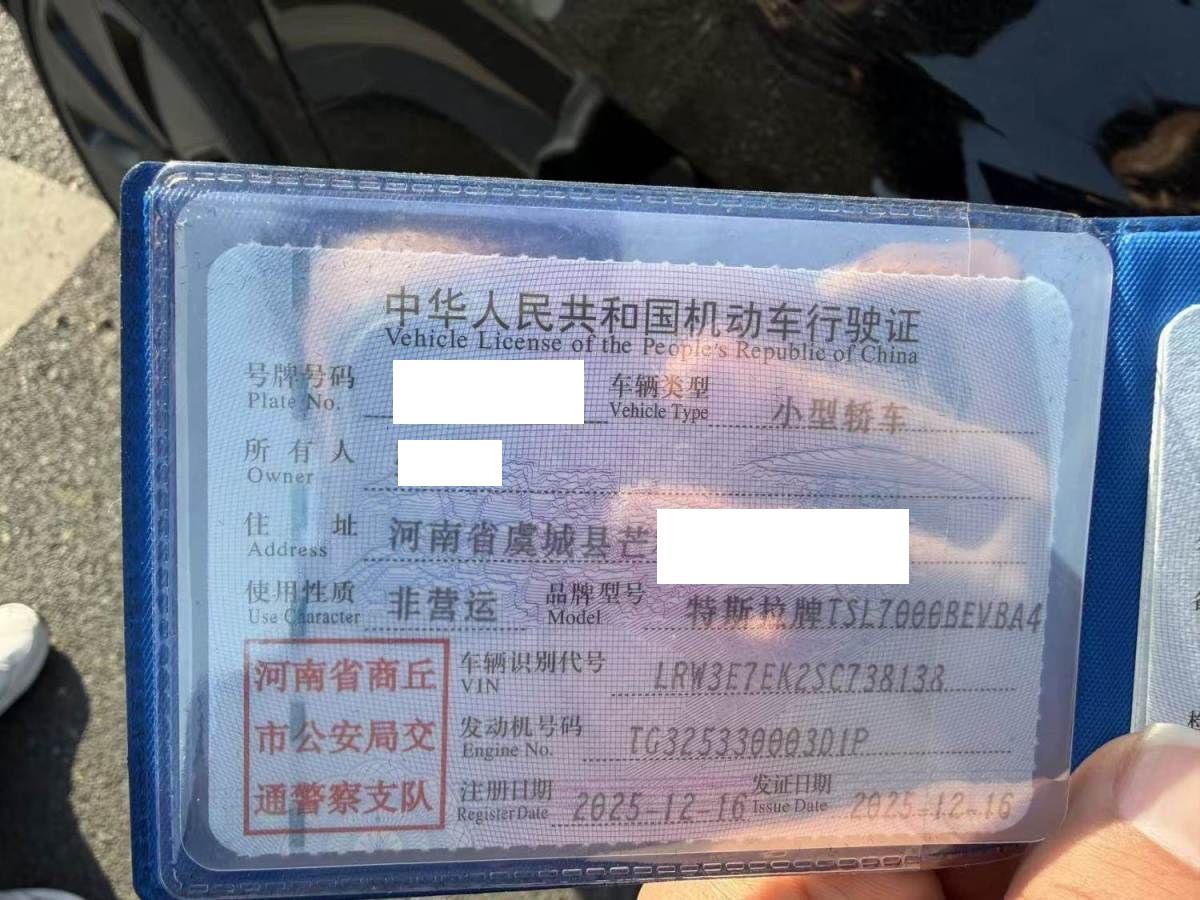 中华人民共和国机动车行驶证
Vehicle License of the People's Republic of China
号牌号码 车辆类型 小型轿车
Plate No. Vehicle Type
所有人
Owner
住址 河南省虞城县芒
Address
使用性质 非营运 品牌型号 特斯拉牌TSL7000BEVBA4
Use Character Model
河南省商丘
市公安局交
通警察支队
车辆识别代号 LRW3E7EK2SC738138
VIN
发动机号码 TG325330003D1P
Engine No.
注册日期 2025-12-16 发证日期 2025-12-16
Register Date Issue Date